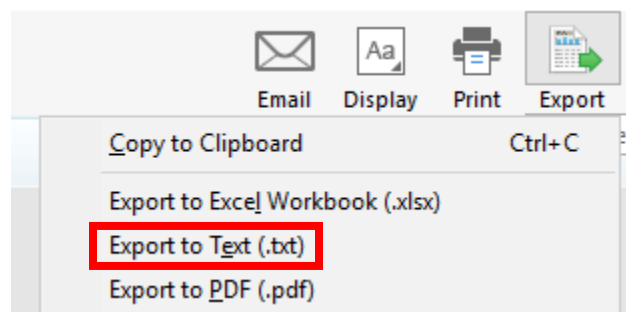 Aa
Email Display Print Export
Copy to Clipboard Ctrl+C
Export to Excel Workbook (.xlsx)
Export to Text (.txt)
Export to PDF (.pdf)